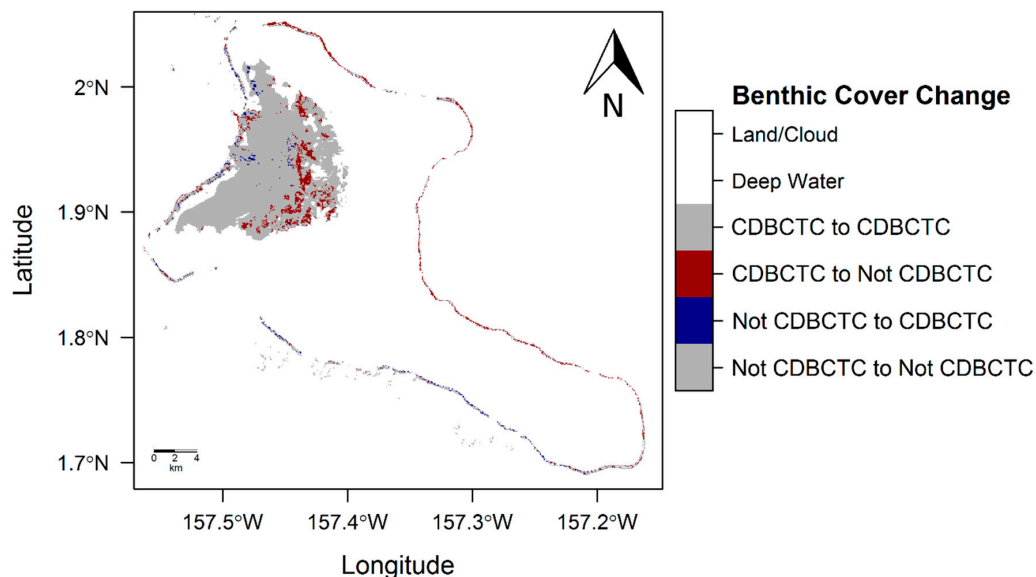 N
Benthic Cover Change
Land/Cloud
Deep Water
CDBCTC to CDBCTC
CDBCTC to Not CDBCTC
Not CDBCTC to CDBCTC
Not CDBCTC to Not CDBCTC
Latitude
2°N
1.9°N
1.8°N
1.7°N
0 2 4
km
157.5°W 157.4°W 157.3°W 157.2°W
Longitude